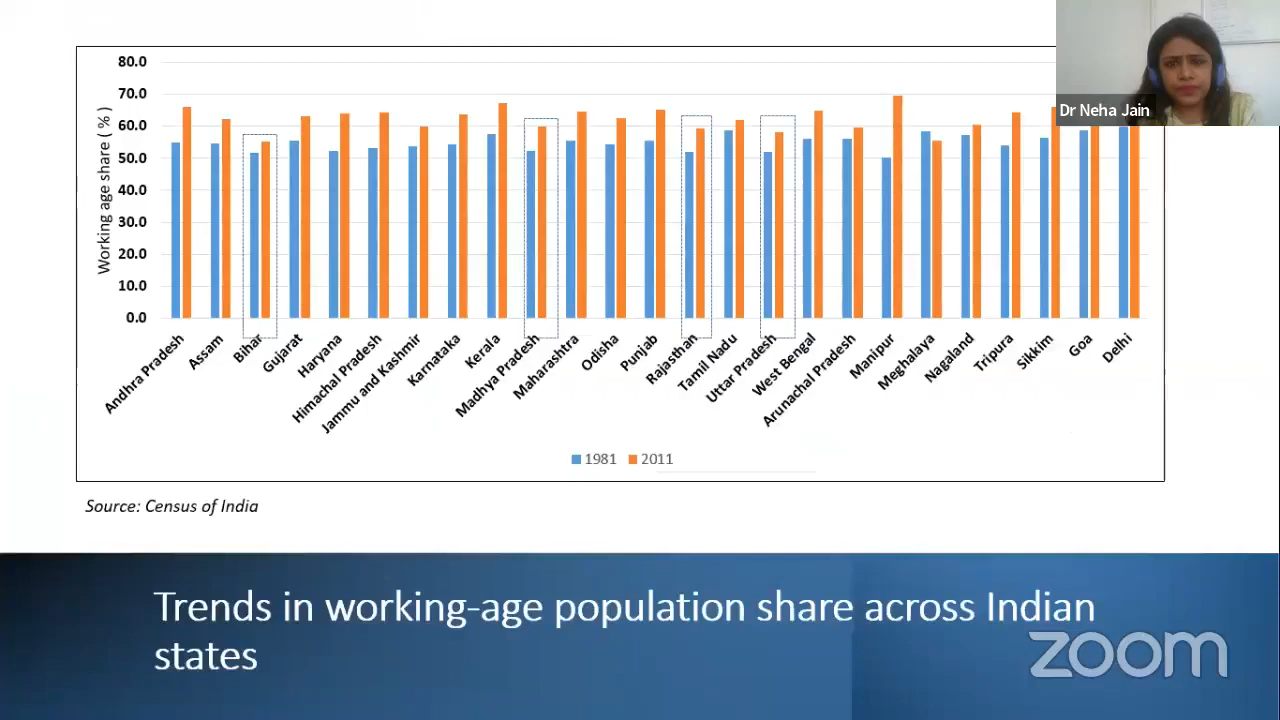 Dr Neha Jain
80.0
70.0
60.0
50.0
40.0
30.0
20.0
10.0
0.0
Working age share ( % )
Andhra Pradesh
Assam
Bihar
Gujarat
Haryana
Himachal Pradesh
Jammu and Kashmir
Karnataka
Kerala
Madhya Pradesh
Maharashtra
Odisha
Punjab
Rajasthan
Tamil Nadu
Uttar Pradesh
West Bengal
Arunachal Pradesh
Manipur
Meghalaya
Nagaland
Tripura
Sikkim
Goa
Delhi
1981 2011
Source: Census of India
Trends in working-age population share across Indian
states
zoom